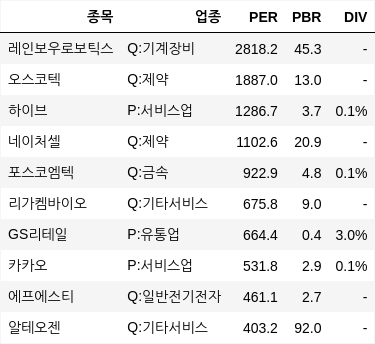 종목 업종 PER PBR DIV
레인보우로보틱스 Q:기계장비 2818.2 45.3 -
오스코텍 Q:제약 1887.0 13.0 -
하이브 P:서비스업 1286.7 3.7 0.1%
네이처셀 Q:제약 1102.6 20.9 -
포스코엠텍 Q:금속 922.9 4.8 0.1%
리가켐바이오 Q:기타서비스 675.8 9.0 -
GS리테일 P:유통업 664.4 0.4 3.0%
카카오 P:서비스업 531.8 2.9 0.1%
에프에스티 Q:일반전기전자 461.1 2.7 -
알테오젠 Q:기타서비스 403.2 92.0 -